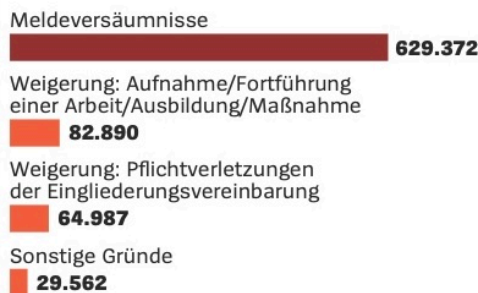 Meldeversäumnisse
629.372
Weigerung: Aufnahme/Fortführung
einer Arbeit/Ausbildung/Maßnahme
82.890
Weigerung: Pflichtverletzungen
der Eingliederungsvereinbarung
64.987
Sonstige Gründe
29.562